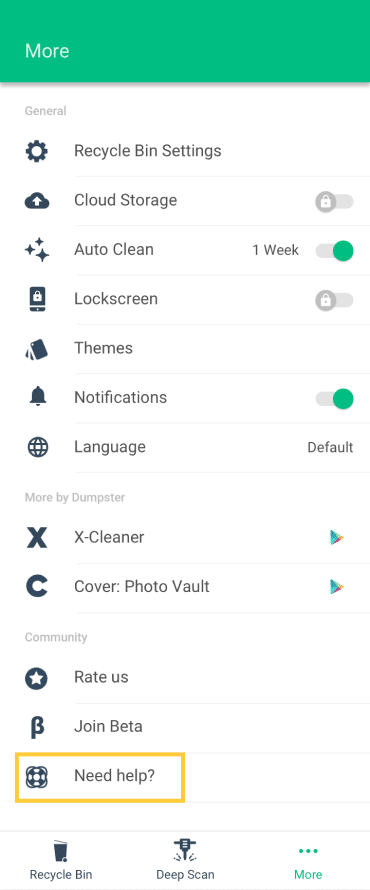 More
General
Recycle Bin Settings
Cloud Storage
Auto Clean 1 Week
Lockscreen
Themes
Notifications
Language Default
More by Dumpster
X-Cleaner
Cover: Photo Vault
Community
Rate us
β Join Beta
Need help?
Recycle Bin Deep Scan More